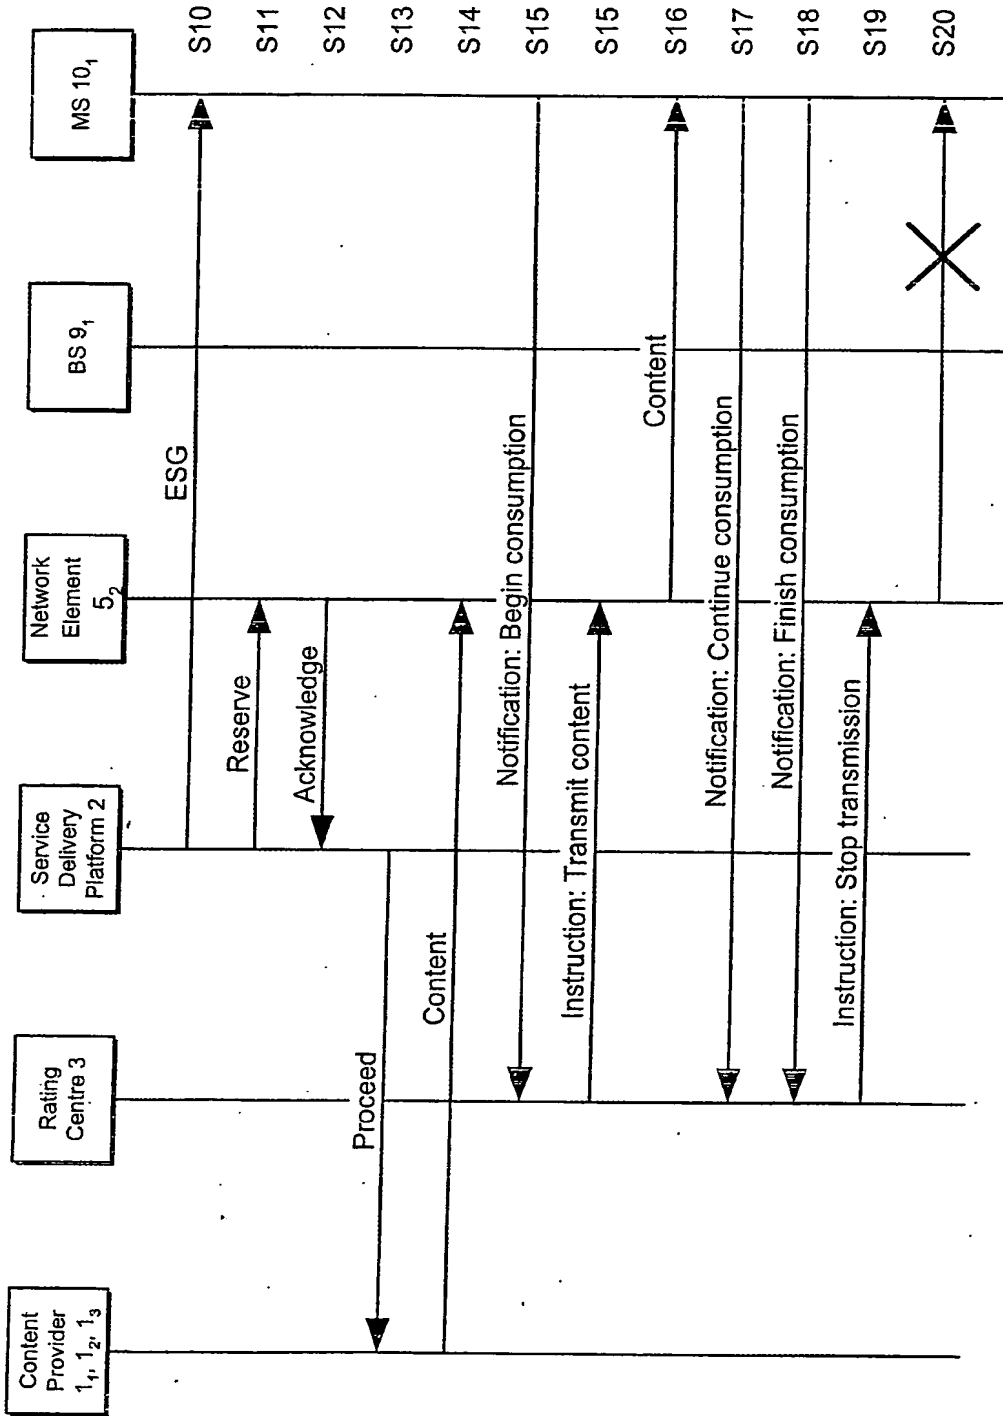 Content
Provider
1₁, 1₂, 1₃
Rating
Centre 3
Service
Delivery
Platform 2
Network
Element
5₂
BS 9₁
MS 10₁
ESG
S10
Reserve
S11
Acknowledge
S12
Proceed
S13
Content
S14
Notification: Begin consumption
S15
Instruction: Transmit content
S15
Content
S16
Notification: Continue consumption
S17
Notification: Finish consumption
S18
Instruction: Stop transmission
S19
S20